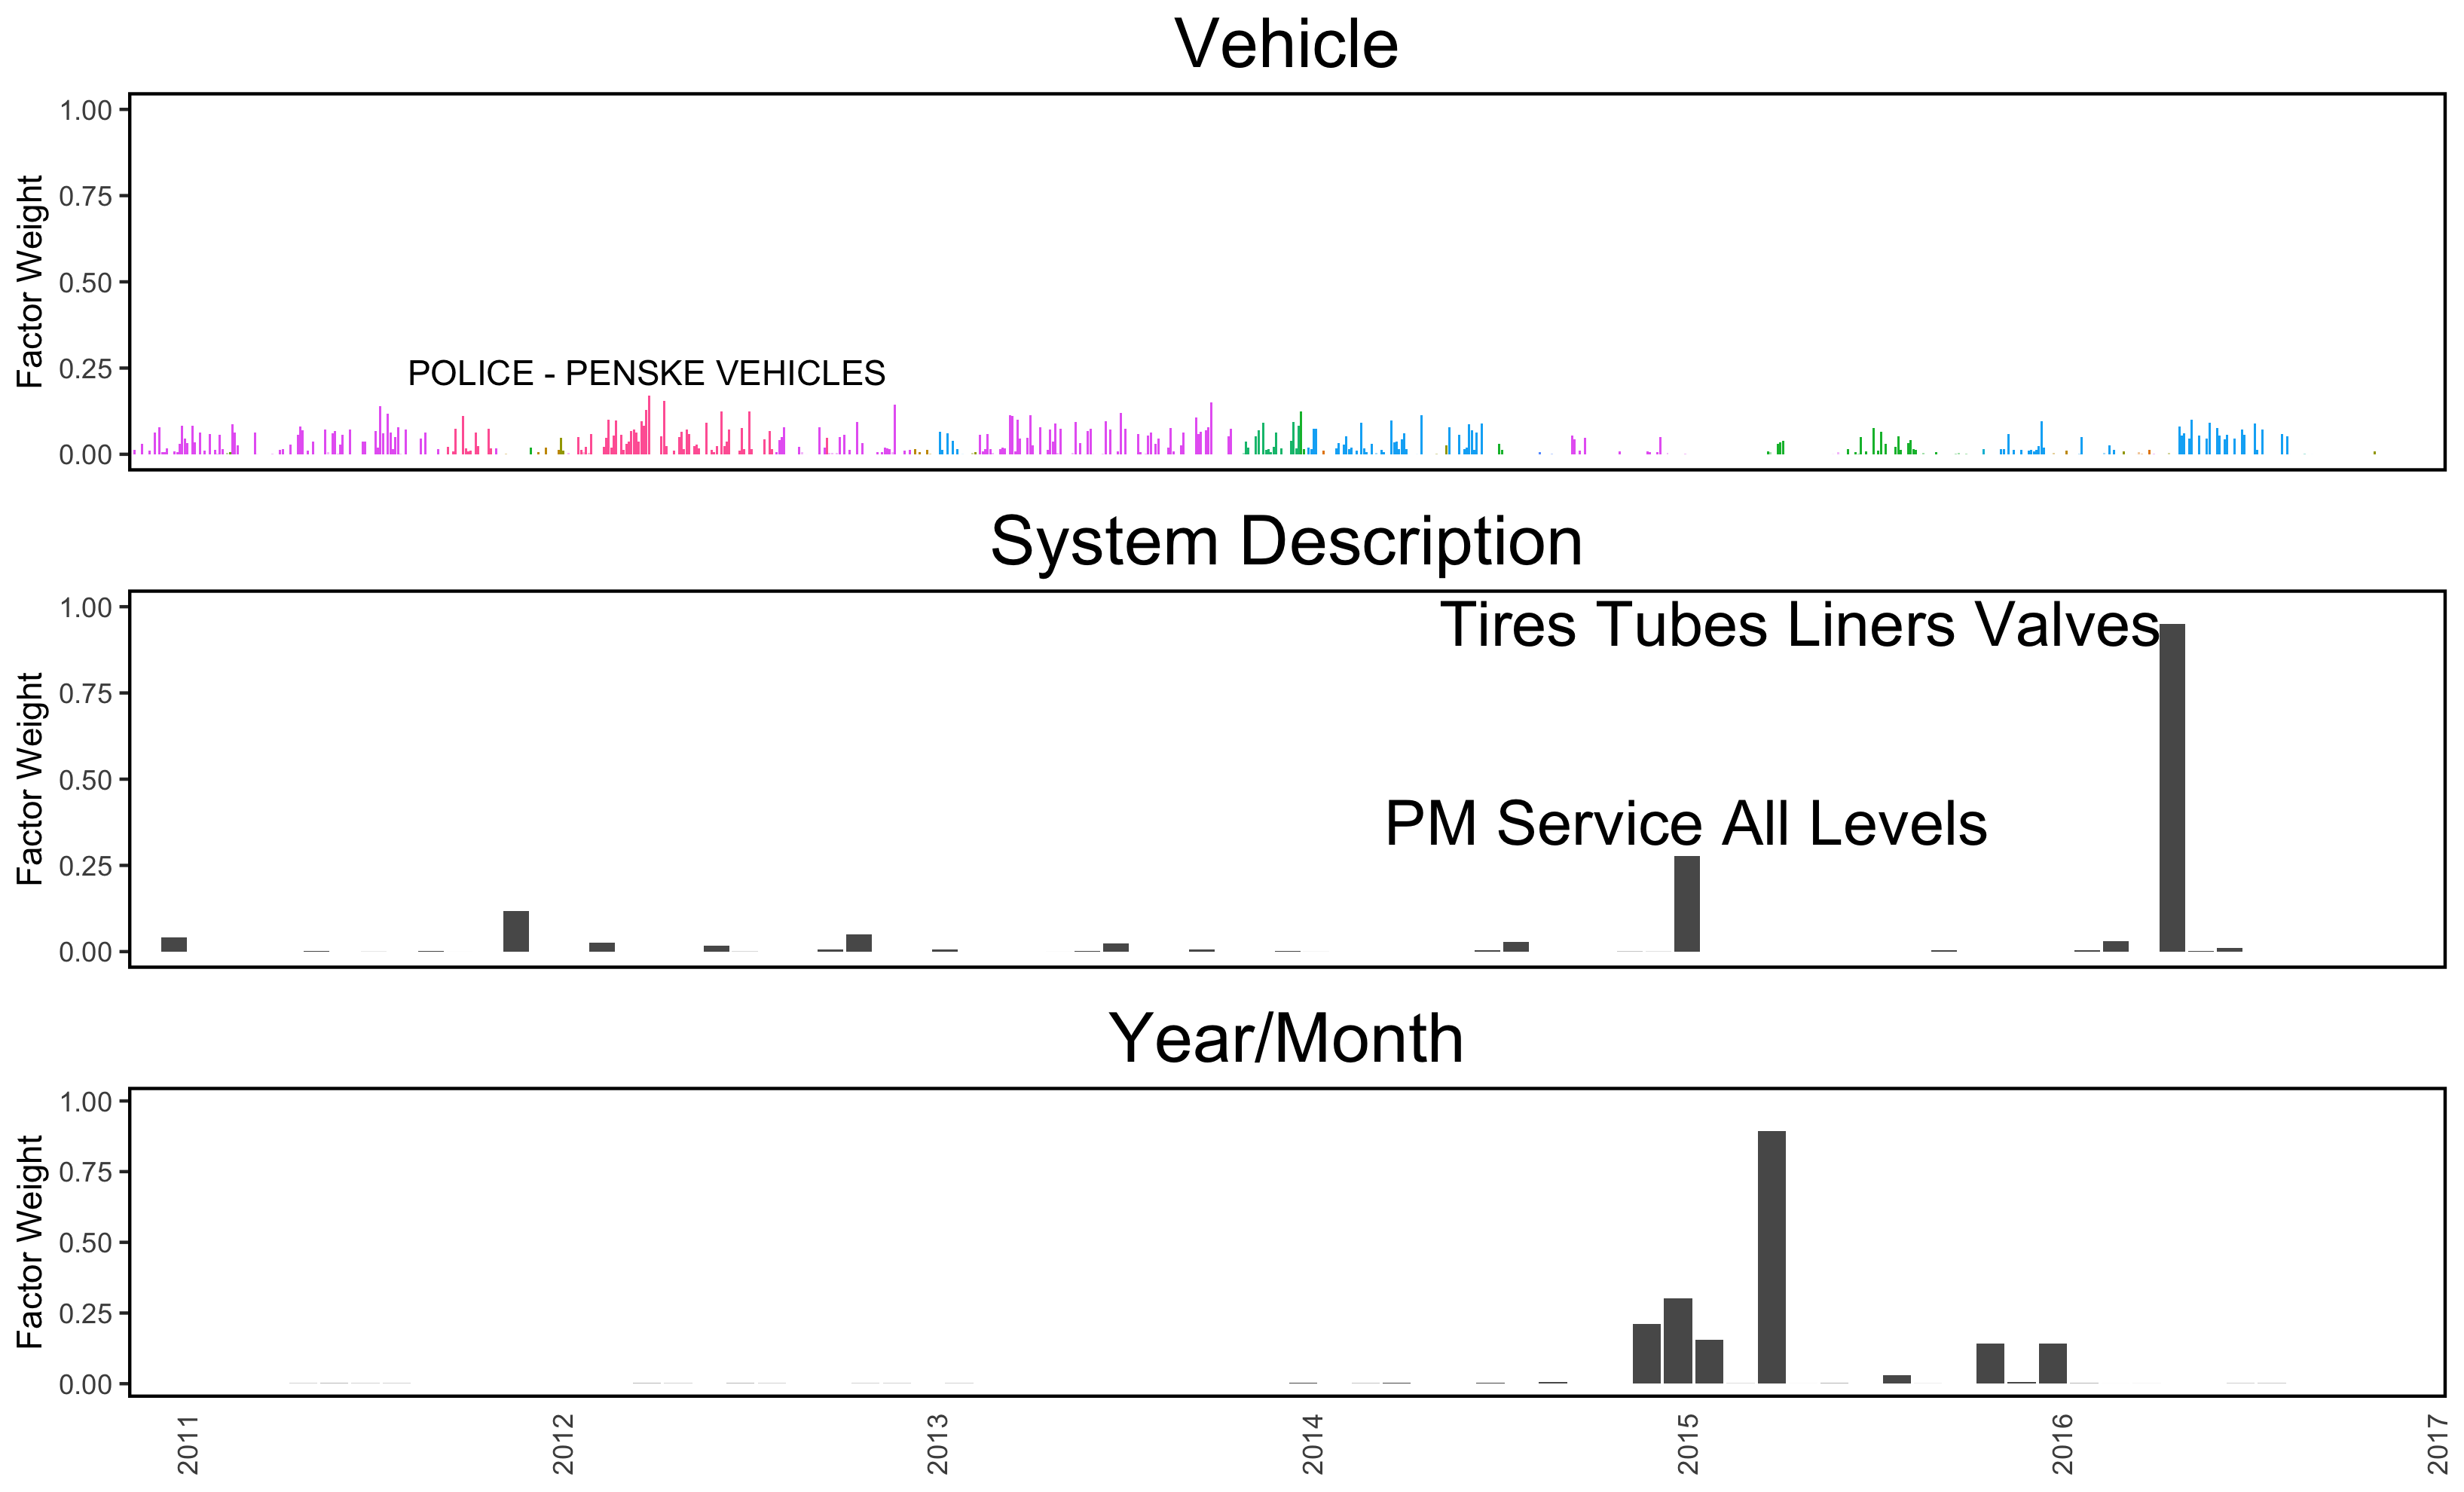 Vehicle
Factor Weight
1.00
0.75
0.50
0.25
0.00
POLICE - PENSKE VEHICLES
System Description
Factor Weight
1.00
0.75
0.50
0.25
0.00
Tires Tubes Liners Valves
PM Service All Levels
Year/Month
Factor Weight
1.00
0.75
0.50
0.25
0.00
2011 2012 2013 2014 2015 2016 2017